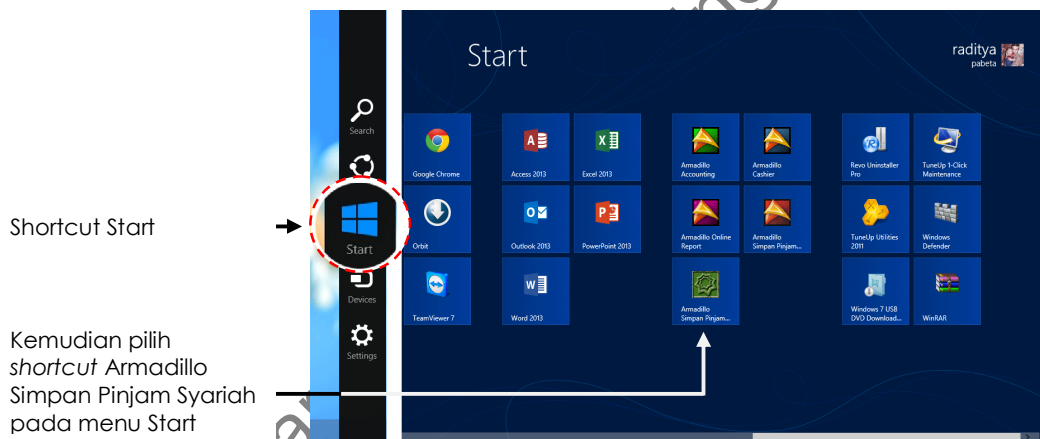 Start
raditya
pabeta
Search
Shortcut Start
Start
Devices
Settings
Kemudian pilih
shortcut Armadillo
Simpan Pinjam Syariah
pada menu Start
Google Chrome
Access 2013
Excel 2013
Armadillo
Accounting
Armadillo
Cashier
Revo Uninstaller
Pro
TuneUp 1-Click
Maintenance
Orbit
Outlook 2013
PowerPoint 2013
Armadillo Online
Report
Armadillo
Simpan Pinjam...
TuneUp Utilities
2011
Windows
Defender
TeamViewer 7
Word 2013
Armadillo
Simpan Pinjam...
Windows 7 USB
DVD Download...
WinRAR